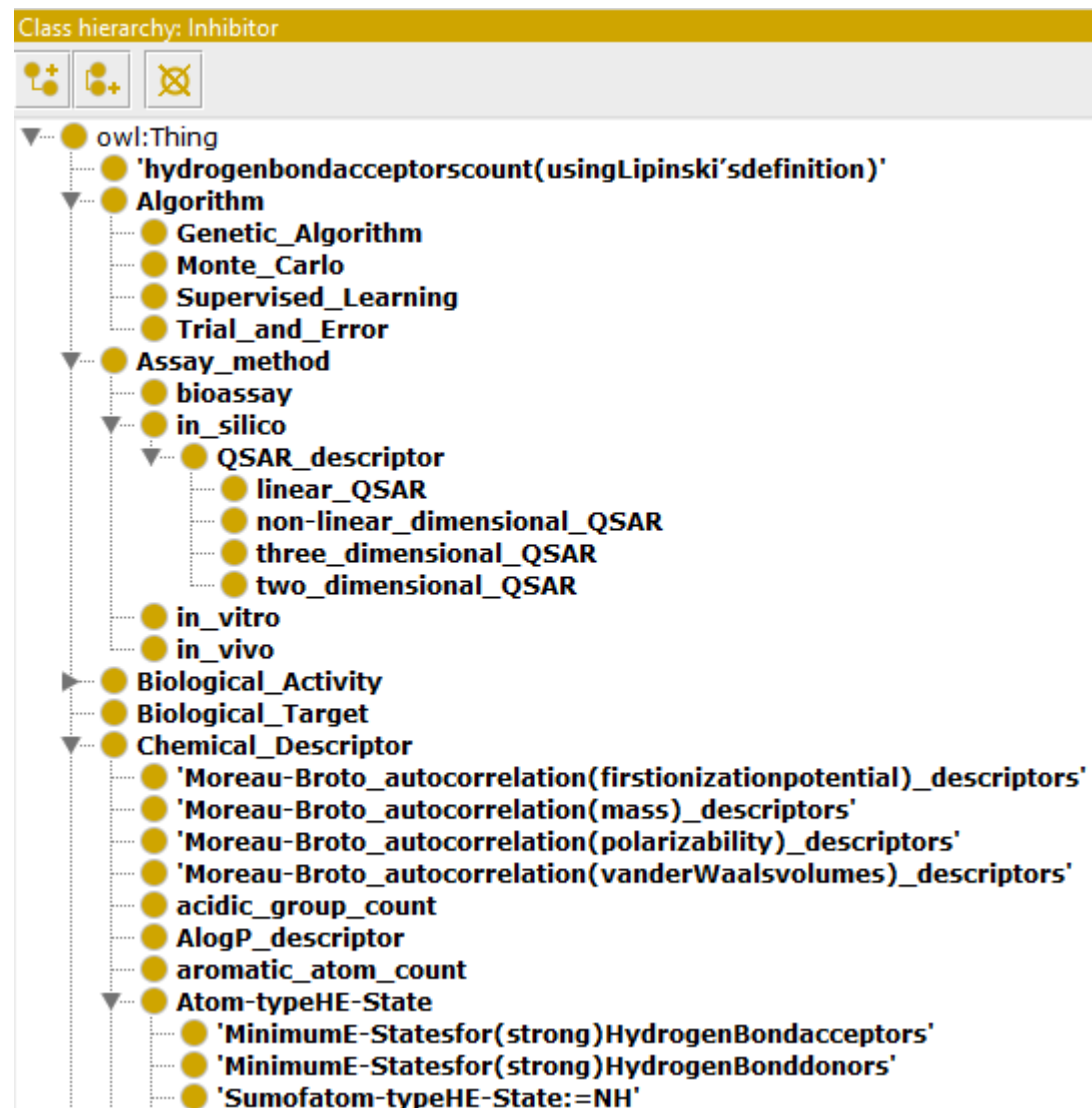 Class hierarchy: Inhibitor
owl:Thing
'hydrogenbondacceptorscount(usingLipinski’sdefinition)'
Algorithm
Genetic_Algorithm
Monte_Carlo
Supervised_Learning
Trial_and_Error
Assay_method
bioassay
in_silico
QSAR_descriptor
linear_QSAR
non-linear_dimensional_QSAR
three_dimensional_QSAR
two_dimensional_QSAR
in_vitro
in_vivo
Biological_Activity
Biological_Target
Chemical_Descriptor
'Moreau-Broto_autocorrelation(firstionizationpotential)_descriptors'
'Moreau-Broto_autocorrelation(mass)_descriptors'
'Moreau-Broto_autocorrelation(polarizability)_descriptors'
'Moreau-Broto_autocorrelation(vanderWaalsvolumes)_descriptors'
acidic_group_count
AlogP_descriptor
aromatic_atom_count
Atom-typeHE-State
'MinimumE-Statesfor(strong)HydrogenBondacceptors'
'MinimumE-Statesfor(strong)HydrogenBonddonors'
'Sumofatom-typeHE-State:=NH'